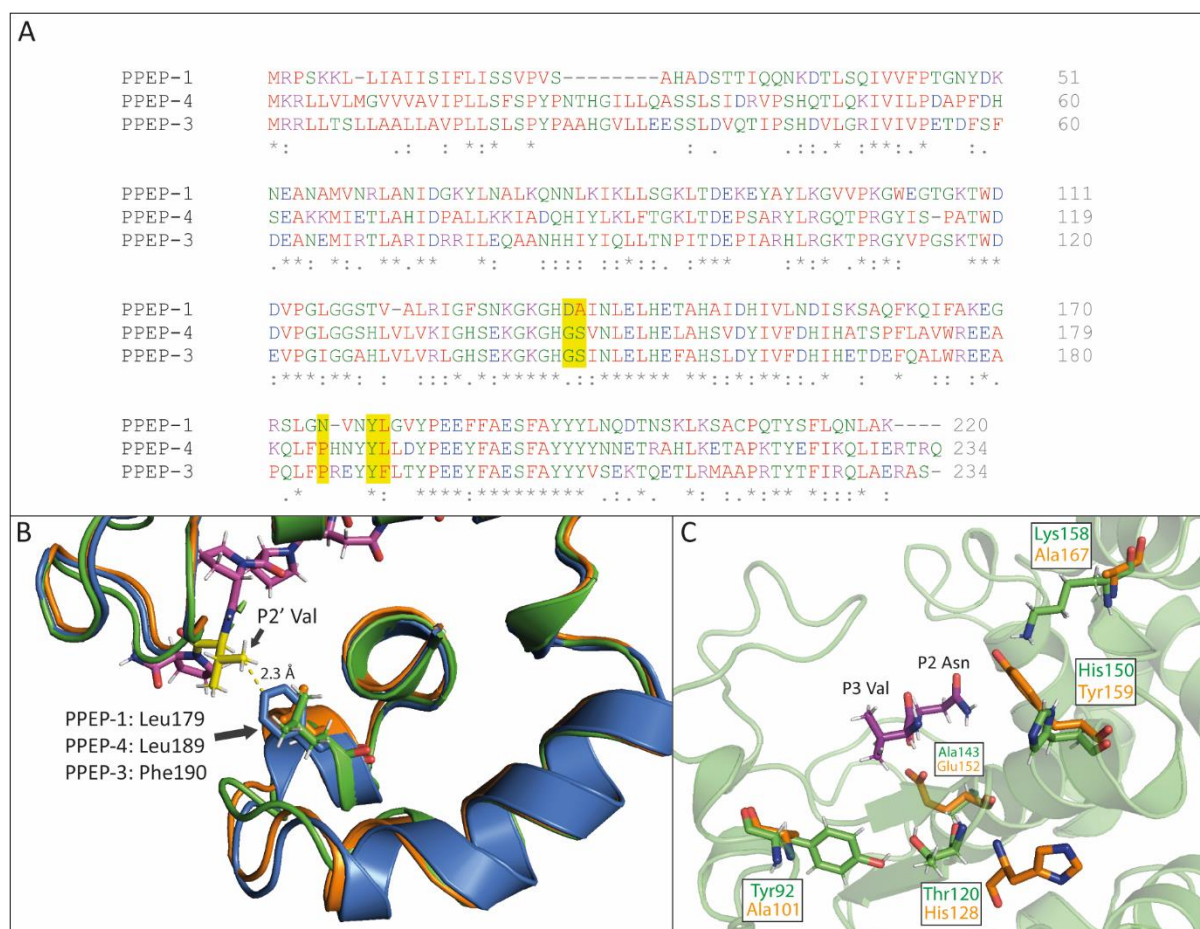 A
PPEP-1 MRPSKKL-LIAIISIFLISSVPVS--------AHADSTTIQQNKDTLSQIVVFPTGNYDK 51
PPEP-4 MKRLLVLMGVVVAVIPLLSFSPYPNTHGILLQASSLSIDRVPSHQTLQKIVILPDAPFDH 60
PPEP-3 MRRLLTSLLAALLAVPLLSLSPYPAAHGVLLEESSLDVQTIPSHDVLGRIVIVPETDFSF 60
*: .: * :* * : . .:: * :**: * :.
PPEP-1 NEANAMVNRLANIDGKYLNALKQNNLKIKLLSGKLTDEKEYAYLKGVVPKGWEGTGKTWD 111
PPEP-4 SEAKKMIETLAHIDPALLKKIADQHIYLKLFTGKLTDEPSARYLRGQTPRGYIS-PATWD 119
PPEP-3 DEANEMIRTLARIDRRILEQAANHHIYIQLLTNPITDEPIARHLRGKTPRGYVPGSKTWD 120
.**: *:. ** ** *: :::: ::*::. :*** :*:* .*:*: ***
PPEP-1 DVPGLGGSTV-ALRIGFSNKGKGHDAINLELHETAHAIDHIVLNDISKSAQFKQIFAKEG 170
PPEP-4 DVPGLGGSHLVLVKIGHSEKGKGHGSVNLELHELAHSVDYIVFDHIHATSPFLAVWREEA 179
PPEP-3 EVPGIGGAHLVLVRLGHSEKGKGHGSINLELHEFAHSLDYIVFDHIHETDEFQALWREEA 180
:***:**: : :::*.*:*****.::****** **::*:**::.* : * :: :*.
PPEP-1 RSLGN-VNYLGVYPEEFFAESFAYYYLNQDTNSKLKSACPQTYSFLQNLAK---- 220
PPEP-4 KQLFPHNYYLLDYPEEYFAESFAYYYYNNETRAHLKETAPKTYEFIKQLIERTRQ 234
PPEP-3 PQLFPREYYFLTYPEEYFAESFAYYYVSEKTQETLRMAAPRTYTFIRQLAERAS- 234
.* *: ****:********* .:.*. *: :.*:** *:::* :
B
P2' Val
2.3 Å
PPEP-1: Leu179
PPEP-4: Leu189
PPEP-3: Phe190
C
Lys158
Ala167
P2 Asn
His150
Tyr159
P3 Val
Ala143
Glu152
Tyr92
Ala101
Thr120
His128